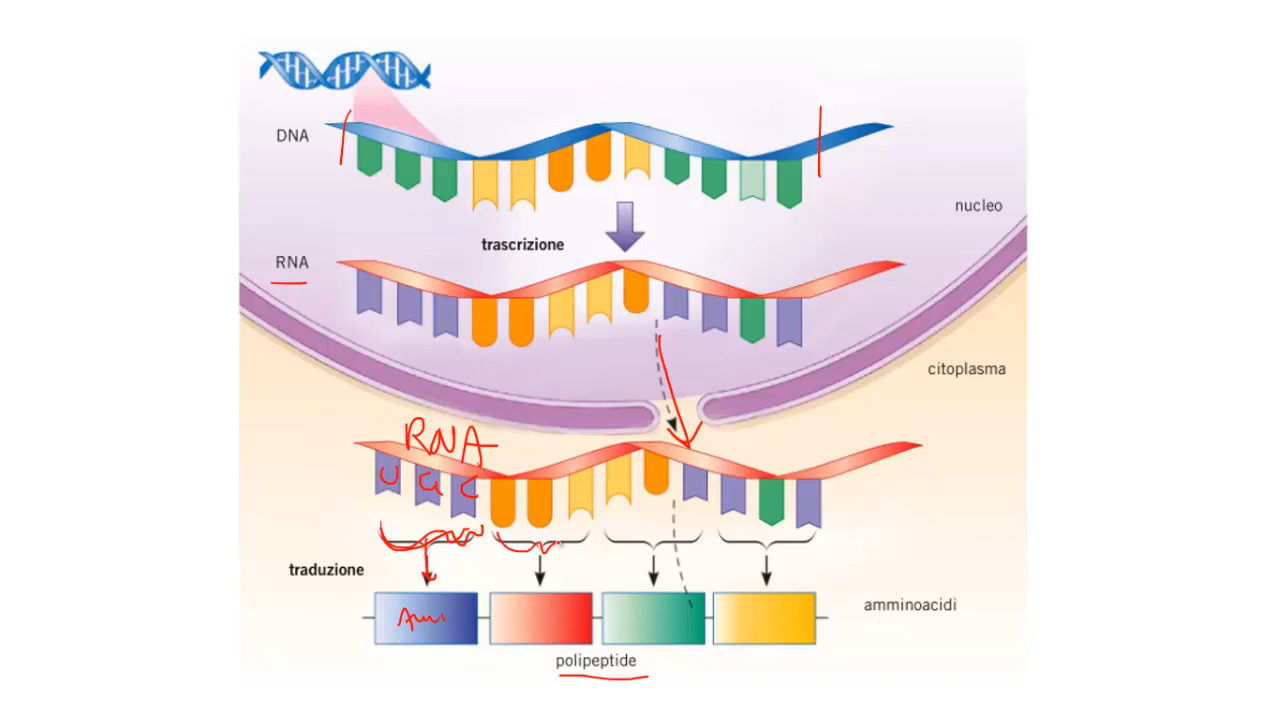 DNA
nucleo
trascrizione
RNA
citoplasma
RNA
U G C
traduzione
Ami
amminoacidi
polipeptide